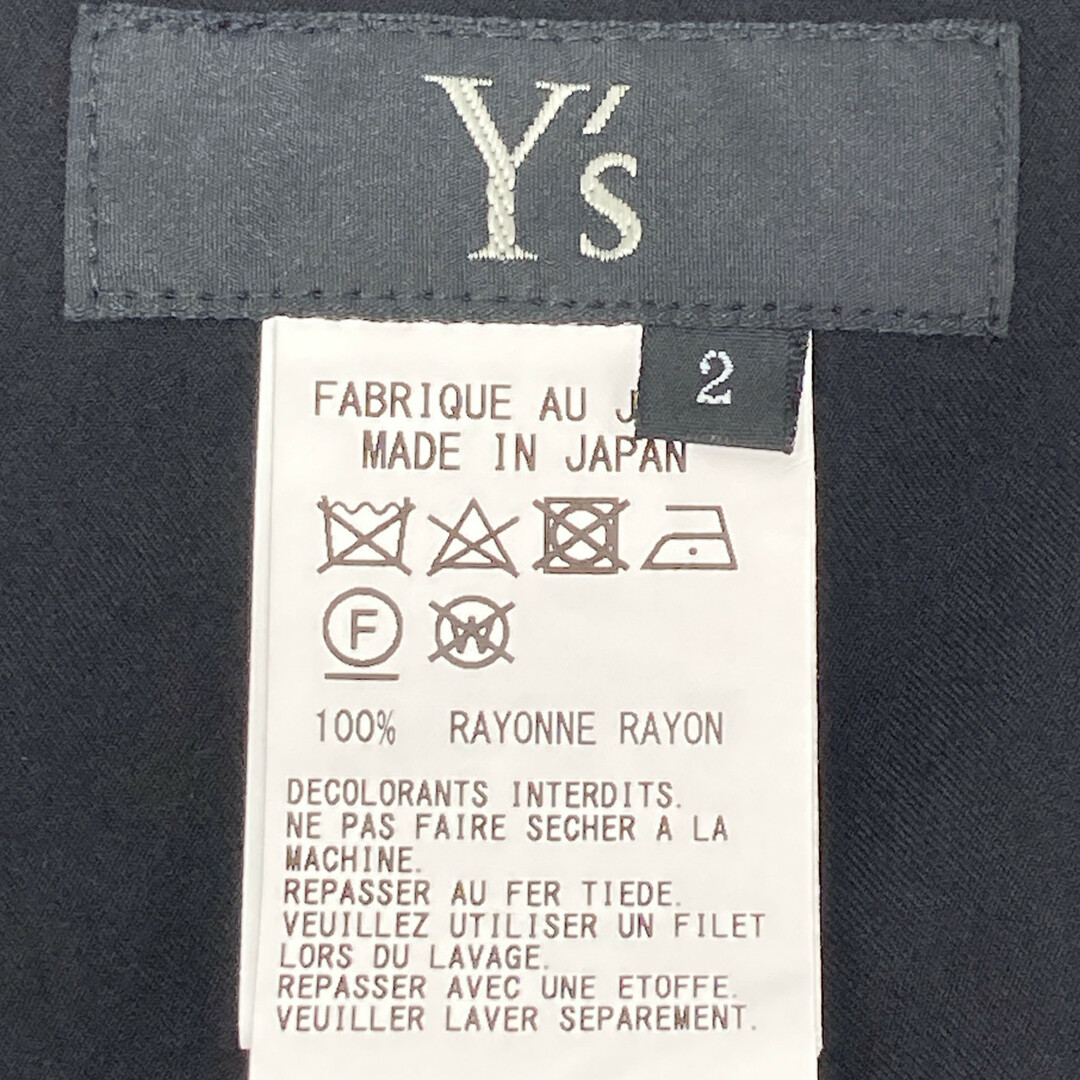 Y's
2
FABRIQUE AU
MADE IN JAPAN
F
W
100% RAYONNE RAYON
DECOLORANTS INTERDITS.
NE PAS FAIRE SECHER A LA
MACHINE.
REPASSER AU FER TIEDE.
VEUILLEZ UTILISER UN FILET
LORS DU LAVAGE.
REPASSER AVEC UNE ETOFFE.
VEUILLER LAVER SEPAREMENT.